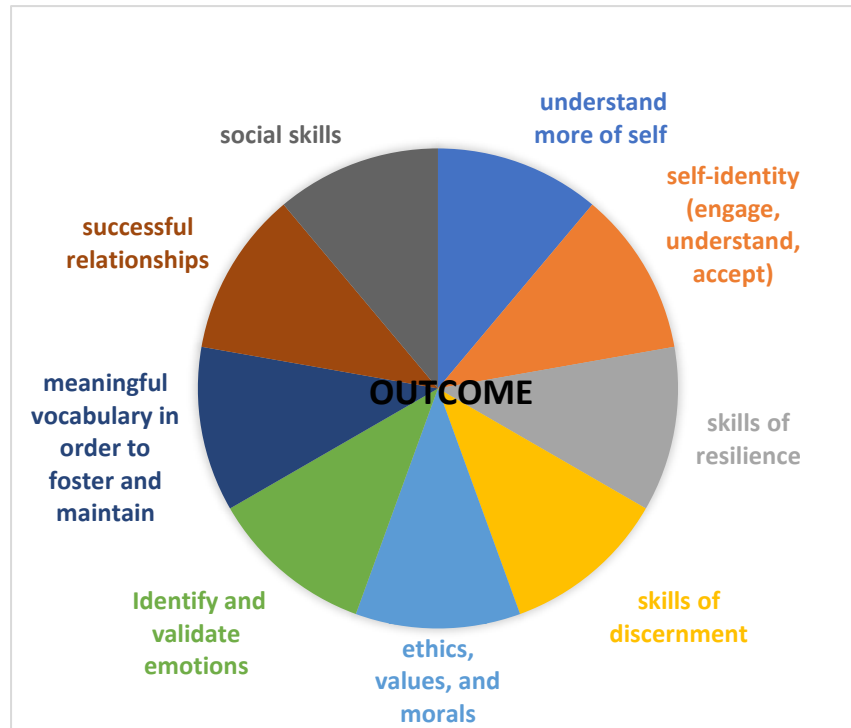 understand
more of self
self-identity
(engage,
understand,
accept)
skills of
resilience
skills of
discernment
ethics,
values, and
morals
Identify and
validate
emotions
meaningful
vocabulary in
order to
foster and
maintain
successful
relationships
social skills
OUTCOME